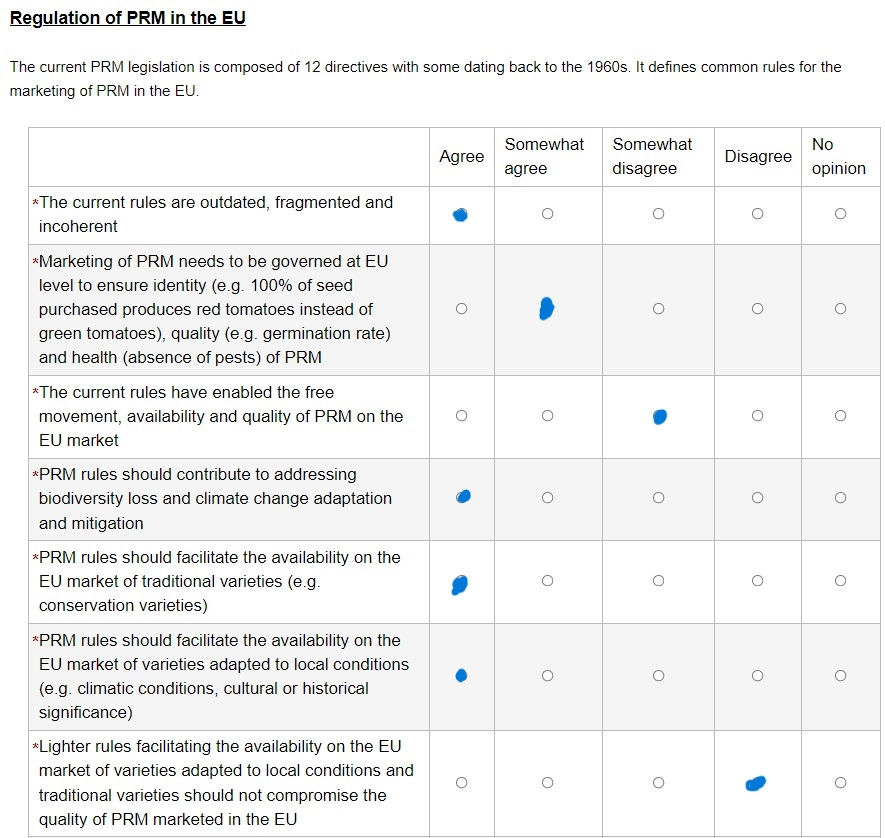 Regulation of PRM in the EU
The current PRM legislation is composed of 12 directives with some dating back to the 1960s. It defines common rules for the
marketing of PRM in the EU.
Agree
Somewhat
agree
Somewhat
disagree
Disagree
No
opinion
*The current rules are outdated, fragmented and
incoherent
*Marketing of PRM needs to be governed at EU
level to ensure identity (e.g. 100% of seed
purchased produces red tomatoes instead of
green tomatoes), quality (e.g. germination rate)
and health (absence of pests) of PRM
*The current rules have enabled the free
movement, availability and quality of PRM on the
EU market
*PRM rules should contribute to addressing
biodiversity loss and climate change adaptation
and mitigation
*PRM rules should facilitate the availability on the
EU market of traditional varieties (e.g.
conservation varieties)
*PRM rules should facilitate the availability on the
EU market of varieties adapted to local conditions
(e.g. climatic conditions, cultural or historical
significance)
*Lighter rules facilitating the availability on the EU
market of varieties adapted to local conditions and
traditional varieties should not compromise the
quality of PRM marketed in the EU